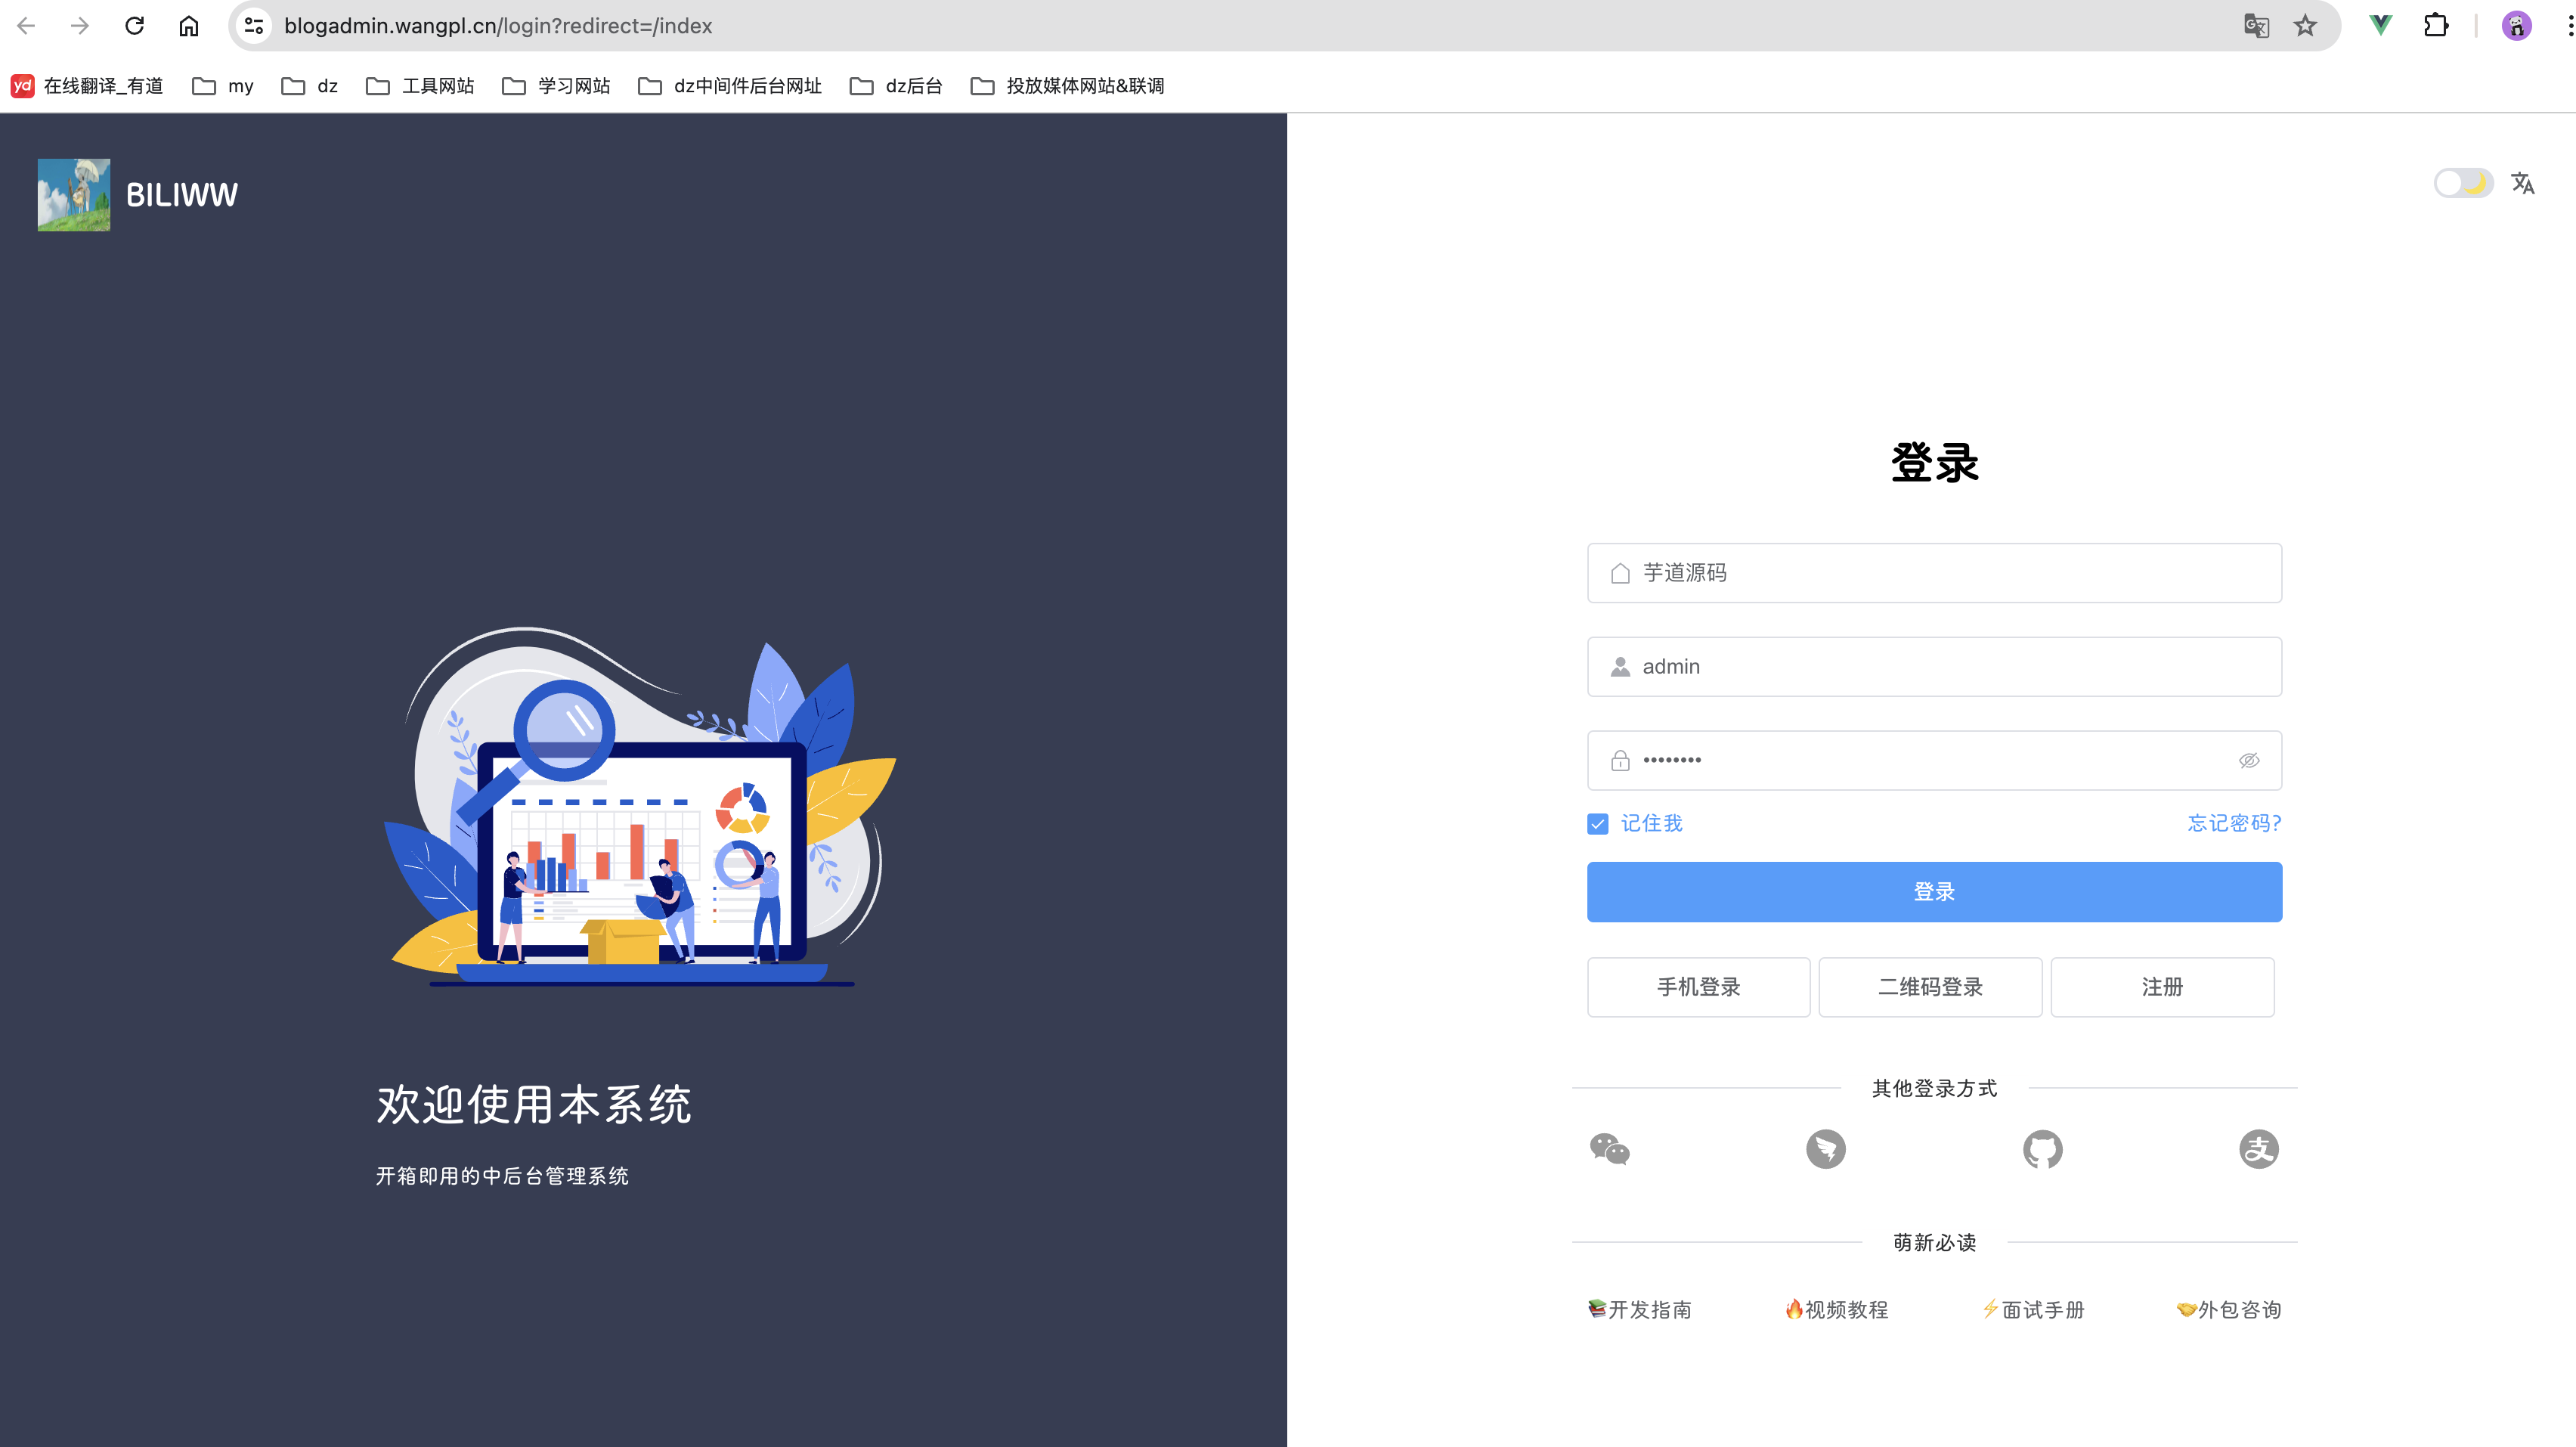 blogadmin.wangpl.cn/login?redirect=/index
yd 在线翻译_有道 my dz 工具网站 学习网站 dz中间件后台网址 dz后台 投放媒体网站&联调
BILIWW
欢迎使用本系统
开箱即用的中后台管理系统
登录
芋道源码
admin
••••••••
记住我 忘记密码?
登录
手机登录 二维码登录 注册
其他登录方式
支
萌新必读
📚开发指南 🔥视频教程 ⚡面试手册 🤝外包咨询